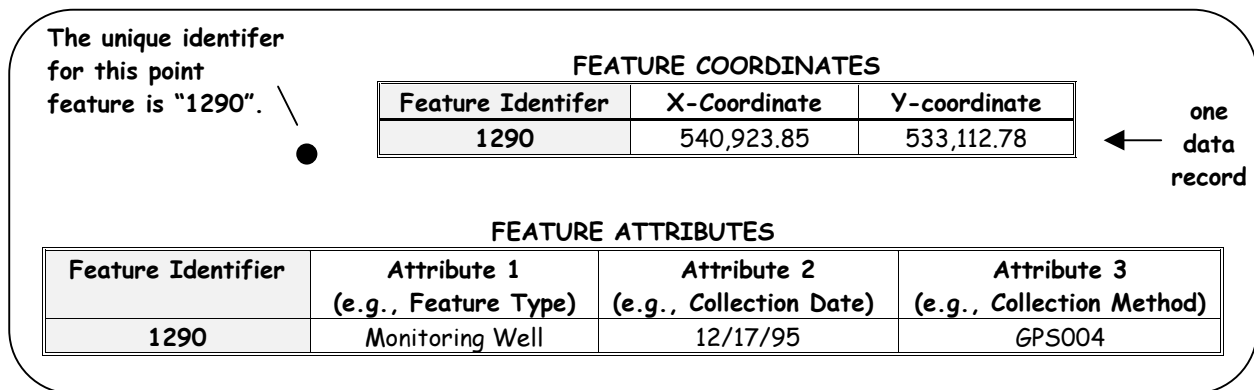 The unique identifer
for this point
feature is “1290”.
FEATURE COORDINATES
Feature Identifer X-Coordinate Y-coordinate
1290 540,923.85 533,112.78
one
data
record
FEATURE ATTRIBUTES
Feature Identifier Attribute 1 Attribute 2 Attribute 3
(e.g., Feature Type) (e.g., Collection Date) (e.g., Collection Method)
1290 Monitoring Well 12/17/95 GPS004